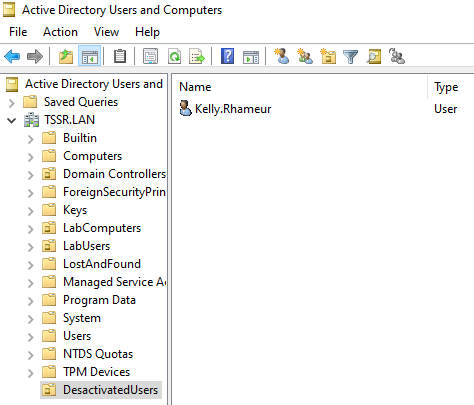 Active Directory Users and Computers
File Action View Help
Active Directory Users and
Saved Queries
TSSR.LAN
Builtin
Computers
Domain Controllers
ForeignSecurityPrin
Keys
LabComputers
LabUsers
LostAndFound
Managed Service Ac
Program Data
System
Users
NTDS Quotas
TPM Devices
DesactivatedUsers
Name Type
Kelly.Rhameur User